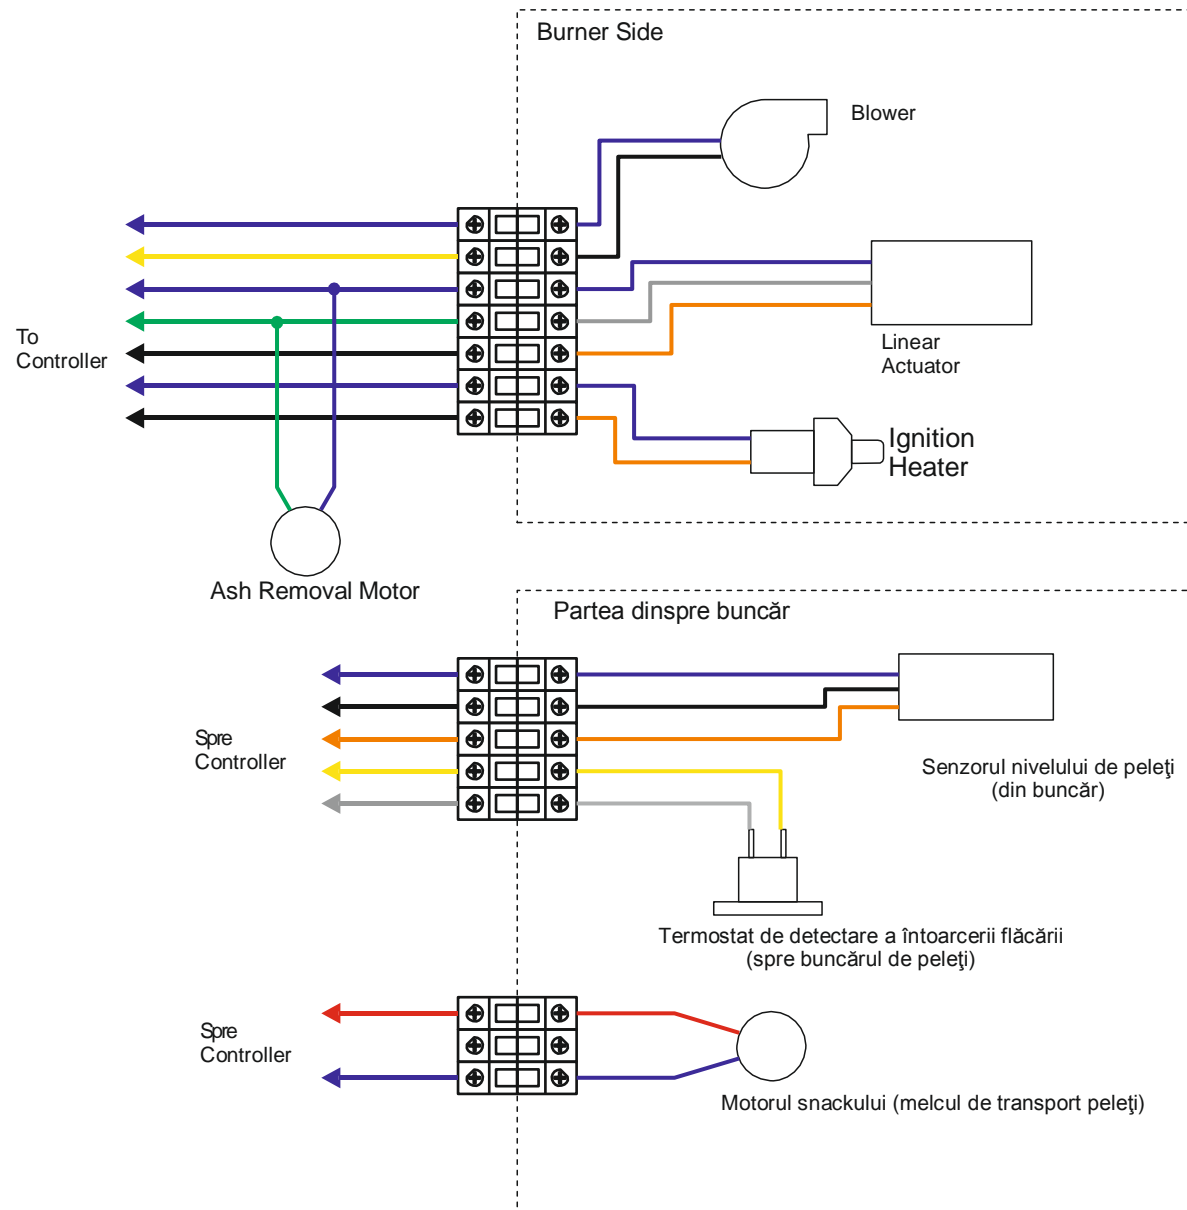 Burner Side
Blower
To
Controller
Linear
Actuator
Ignition
Heater
Ash Removal Motor
Partea dinspre buncăr
Spre
Controller
Senzorul nivelului de peleţi
(din buncăr)
Termostat de detectare a întoarcerii flăcării
(spre buncărul de peleţi)
Spre
Controller
Motorul snackului (melcul de transport peleţi)